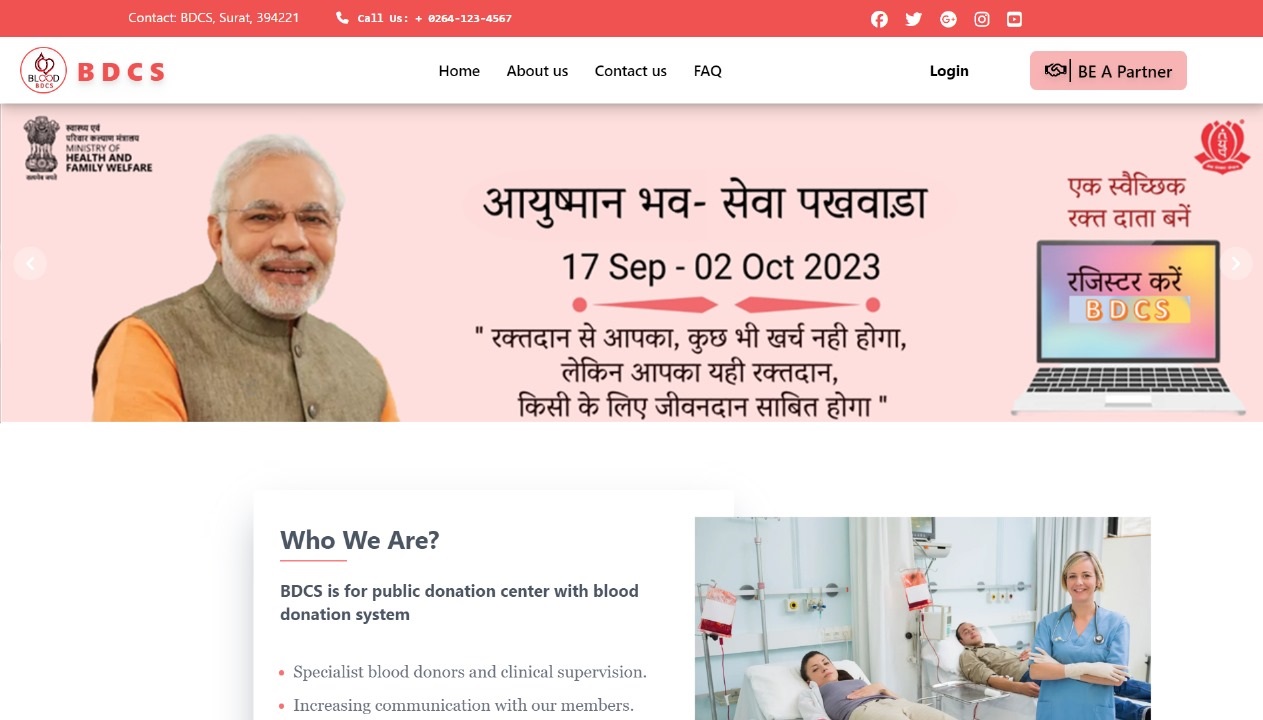 Contact: BDCS, Surat, 394221
Call Us: + 0264-123-4567
BLOOD
BDCS
BDCS
Home
About us
Contact us
FAQ
Login
BE A Partner
स्वास्थ्य एवं
परिवार कल्याण मंत्रालय
MINISTRY OF
HEALTH AND
FAMILY WELFARE
सत्यमेव जयते
आयुष्मान भव- सेवा पखवाड़ा
17 Sep - 02 Oct 2023
" रक्तदान से आपका, कुछ भी खर्च नही होगा,
लेकिन आपका यही रक्तदान,
किसी के लिए जीवनदान साबित होगा "
एक स्वैच्छिक
रक्त दाता बनें
रजिस्टर करें
BDCS
Who We Are?
BDCS is for public donation center with blood
donation system
Specialist blood donors and clinical supervision.
Increasing communication with our members.